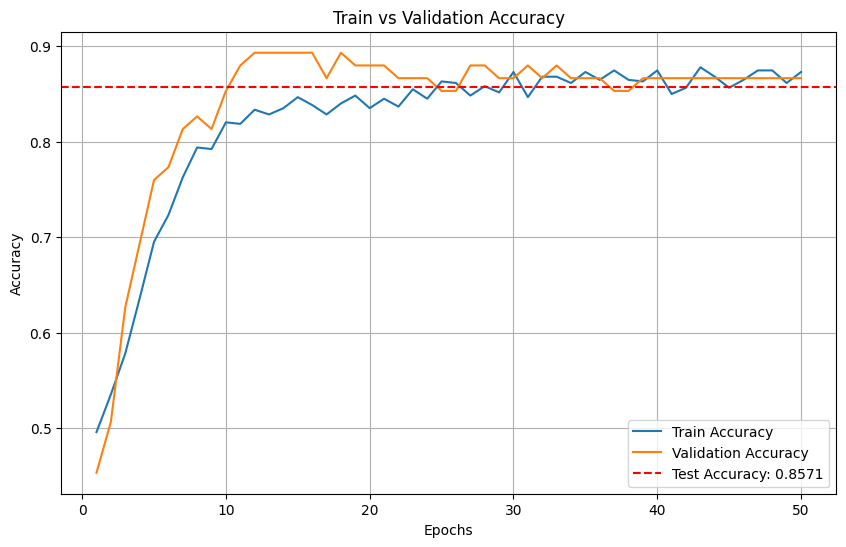 Train vs Validation Accuracy
Accuracy
0.9
0.8
0.7
0.6
0.5
0 10 20 30 40 50
Epochs
Train Accuracy
Validation Accuracy
Test Accuracy: 0.8571